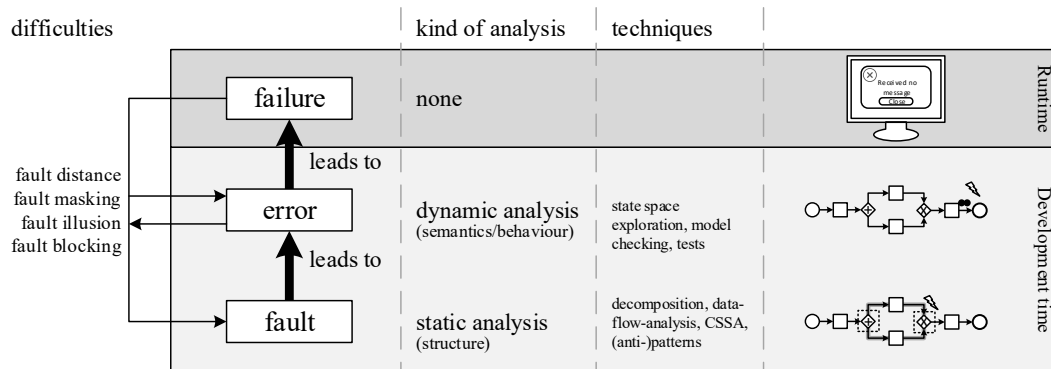 difficulties
kind of analysis
techniques
failure
none
Received no
message
Close
Runtime
leads to
fault distance
fault masking
fault illusion
fault blocking
error
dynamic analysis
(semantics/behaviour)
state space
exploration, model
checking, tests
Development time
leads to
fault
static analysis
(structure)
decomposition, data-
flow-analysis, CSSA,
(anti-)patterns